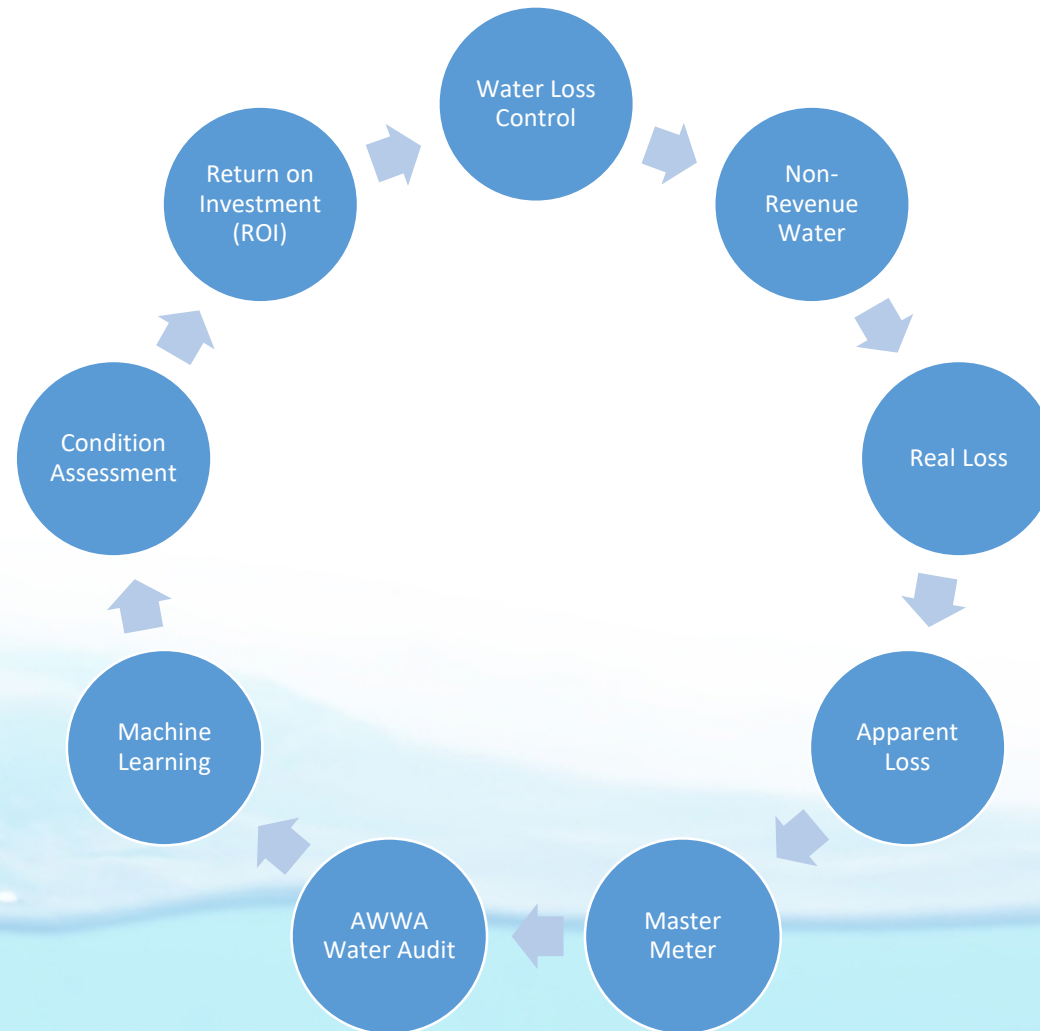 Water Loss
Control
Non-
Revenue
Water
Real Loss
Apparent
Loss
Master
Meter
AWWA
Water Audit
Machine
Learning
Condition
Assessment
Return on
Investment
(ROI)